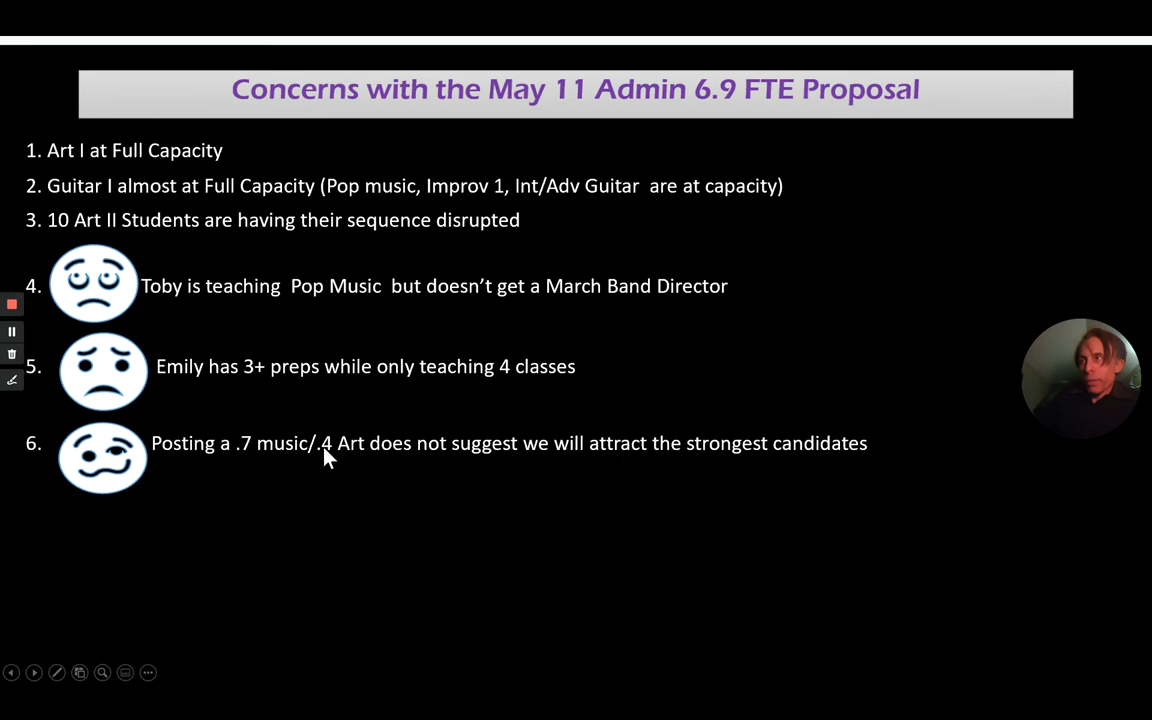 Concerns with the May 11 Admin 6.9 FTE Proposal
1. Art I at Full Capacity
2. Guitar I almost at Full Capacity (Pop music, Improv 1, Int/Adv Guitar are at capacity)
3. 10 Art II Students are having their sequence disrupted
4. Toby is teaching Pop Music but doesn't get a March Band Director
5. Emily has 3+ preps while only teaching 4 classes
6. Posting a .7 music/.4 Art does not suggest we will attract the strongest candidates